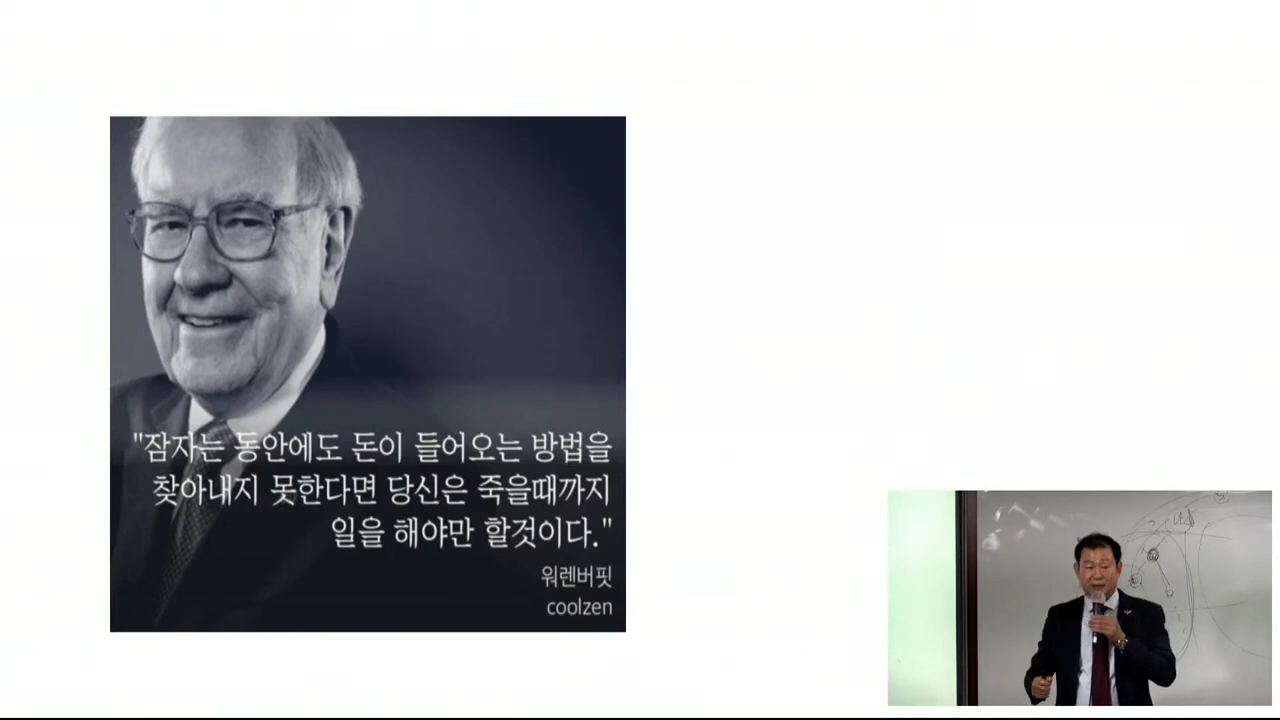 "잠자는 동안에도 돈이 들어오는 방법을
찾아내지 못한다면 당신은 죽을때까지
일을 해야만 할것이다."
워렌버핏
coolzen